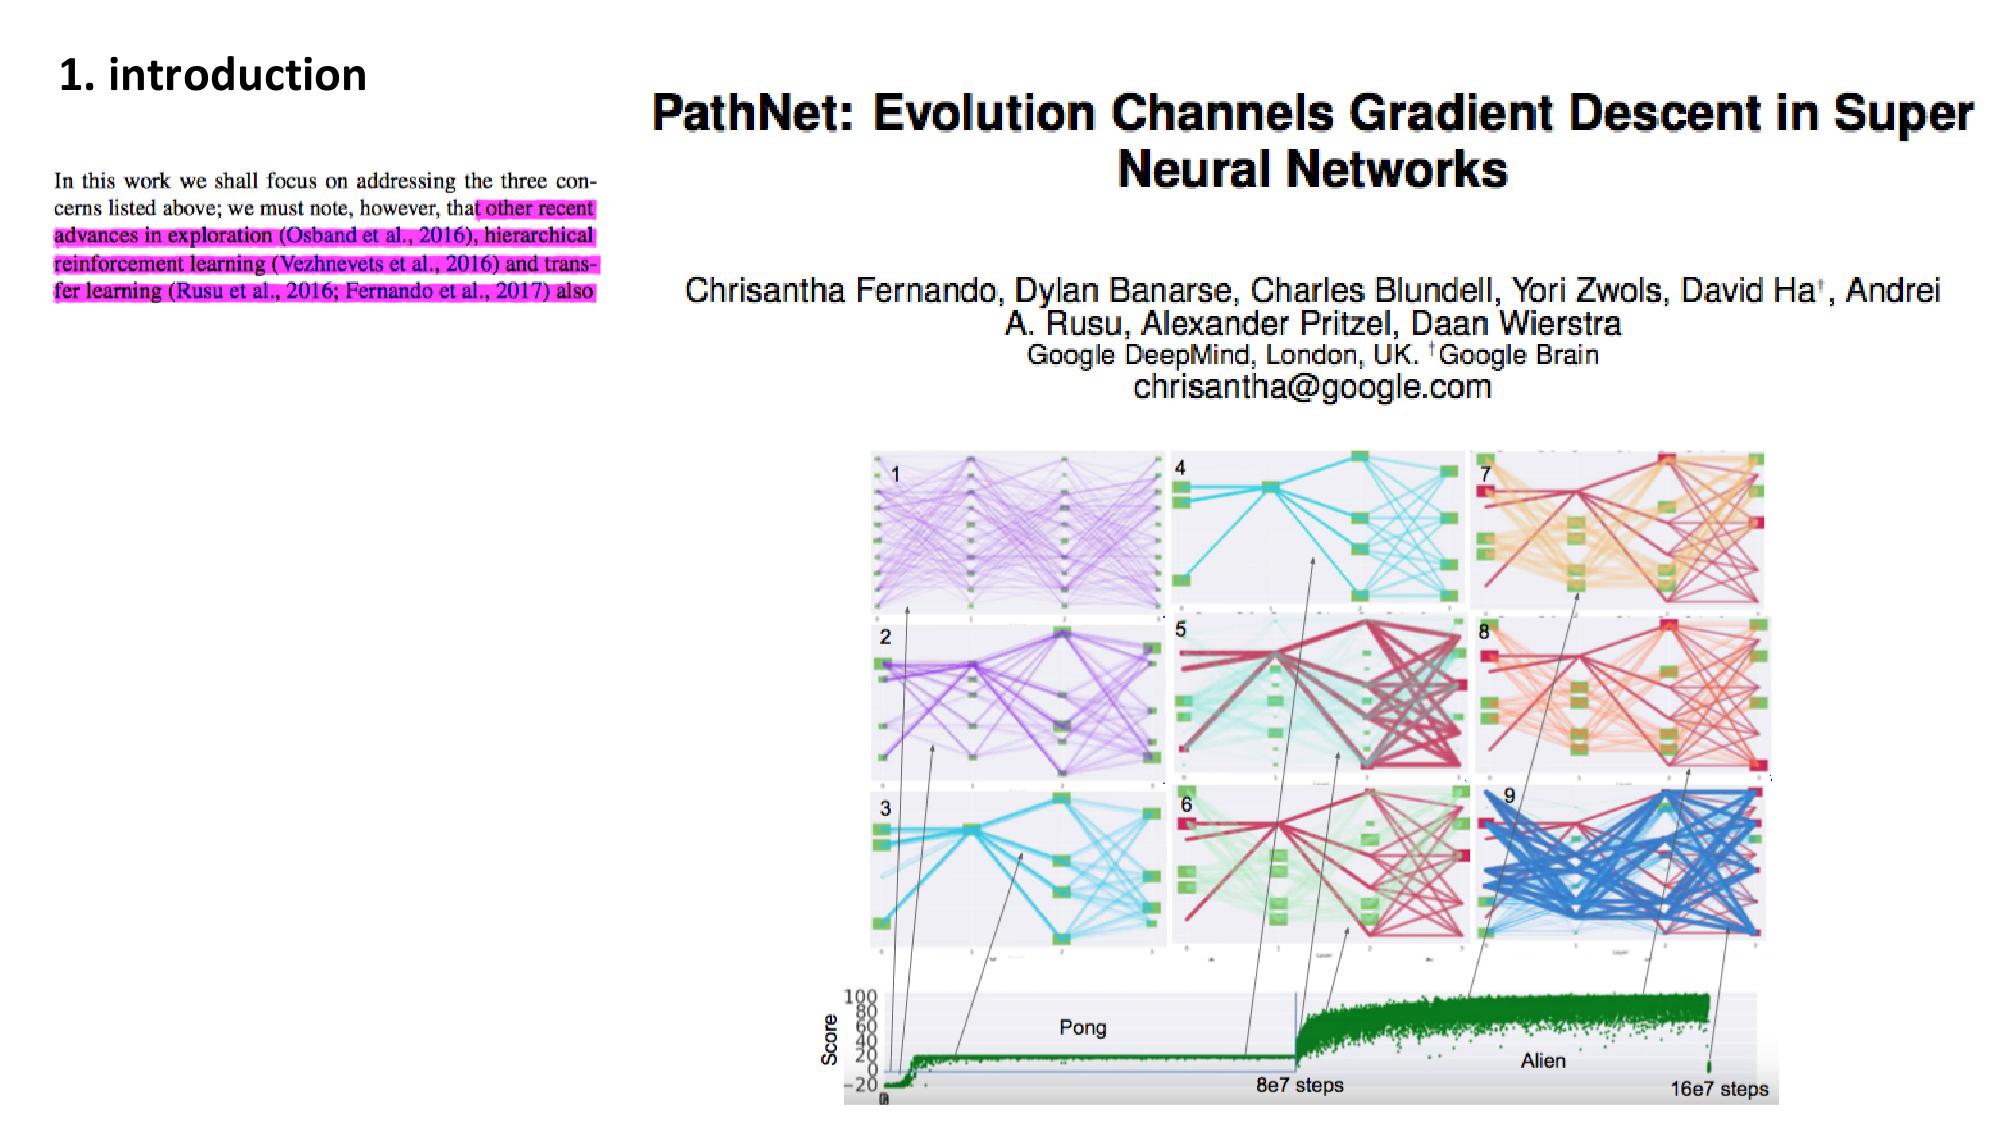 1. introduction
In this work we shall focus on addressing the three con-
cerns listed above; we must note, however, that other recent
advances in exploration (Osband et al., 2016), hierarchical
reinforcement learning (Vezhnevets et al., 2016) and trans-
fer learning (Rusu et al., 2016; Fernando et al., 2017) also
PathNet: Evolution Channels Gradient Descent in Super
Neural Networks
Chrisantha Fernando, Dylan Banarse, Charles Blundell, Yori Zwols, David Ha†, Andrei
A. Rusu, Alexander Pritzel, Daan Wierstra
Google DeepMind, London, UK. †Google Brain
chrisantha@google.com
1
4
7
2
5
8
3
6
9
Score
100
80
60
40
20
0
−20
Pong
Alien
8e7 steps
16e7 steps